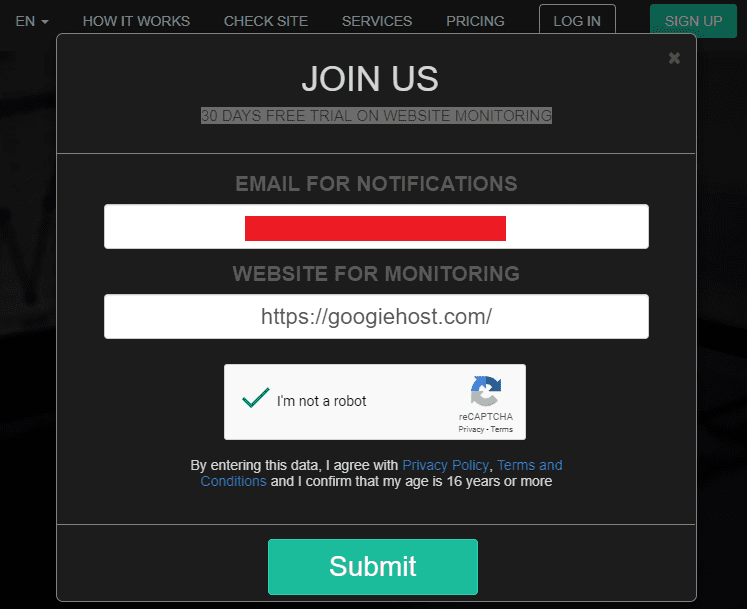 EN HOW IT WORKS CHECK SITE SERVICES PRICING LOG IN SIGN UP
JOIN US
30 DAYS FREE TRIAL ON WEBSITE MONITORING
EMAIL FOR NOTIFICATIONS
WEBSITE FOR MONITORING
https://googiehost.com/
I'm not a robot
reCAPTCHA
Privacy - Terms
By entering this data, I agree with Privacy Policy, Terms and
Conditions and I confirm that my age is 16 years or more
Submit